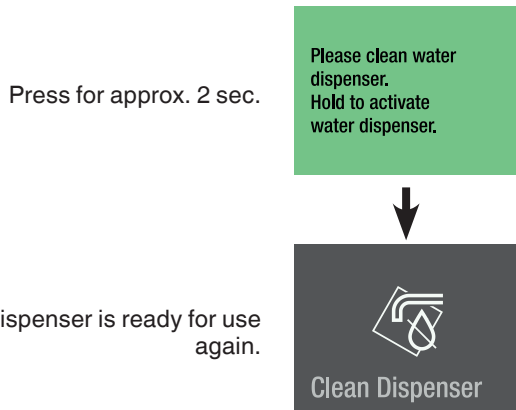 Please clean water
dispenser.
Press for approx. 2 sec.
Hold to activate
water dispenser.
ispenser is ready for use
again.
Clean Dispenser